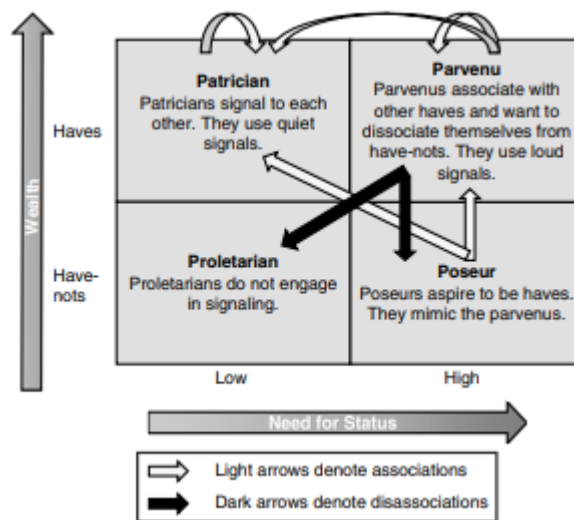 Patrician
Patricians signal to each
other. They use quiet
signals.
Parvenu
Parvenus associate with
other haves and want to
dissociate themselves from
have-nots. They use loud
signals.
Haves
Wealth
Proletarian
Proletarians do not engage
in signaling.
Poseur
Poseurs aspire to be haves.
They mimic the parvenus.
Have-
nots
Low
High
Need for Status
Light arrows denote associations
Dark arrows denote disassociations